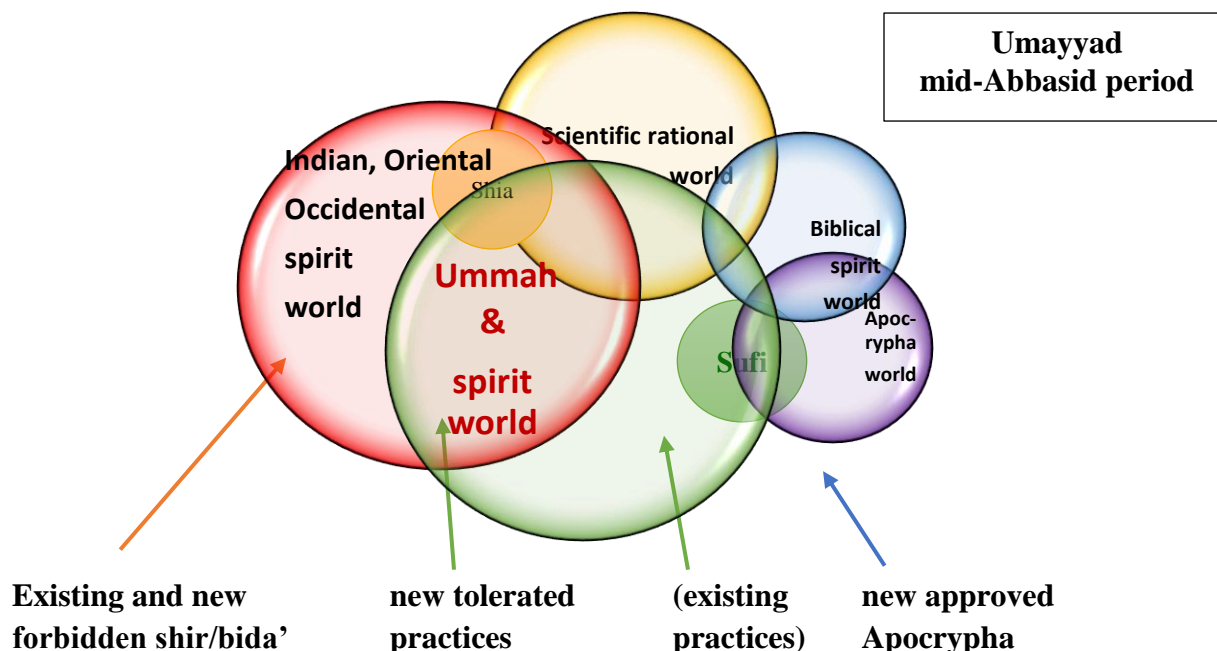 Umayyad
mid-Abbasid period
Scientific rational
world
Indian, Oriental
Occidental
spirit
world
Shia
Ummah
&
spirit
world
Biblical
spirit
world
Apoc-
rypha
world
Sufi
Existing and new
forbidden shir/bida’
new tolerated
practices
(existing
practices)
new approved
Apocrypha